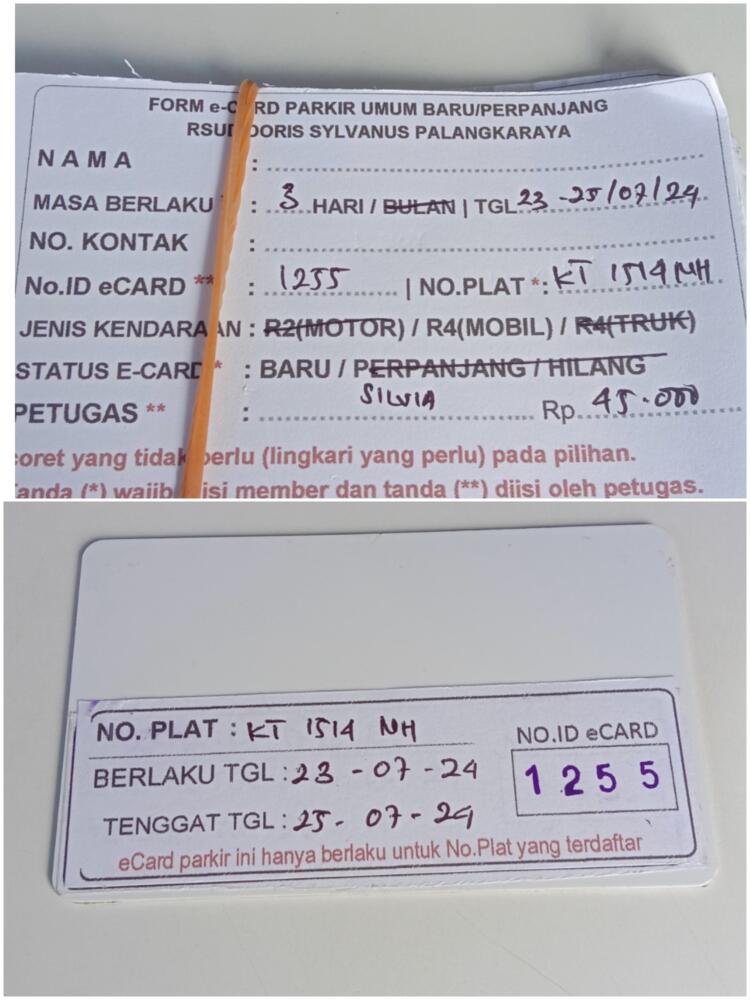 FORM e-CARD PARKIR UMUM BARU/PERPANJANG
RSUD DORIS SYLVANUS PALANGKARAYA
NAMA :
MASA BERLAKU : 3 HARI / BULAN | TGL 23 -25/07/24
NO. KONTAK :
No.ID eCARD ** : 1255 | NO.PLAT *: KT 1514 NH
JENIS KENDARAAN : R2(MOTOR) / R4(MOBIL) / R4(TRUK)
STATUS E-CARD * : BARU / PERPANJANG / HILANG
PETUGAS ** : SILVIA Rp 45.000
coret yang tidak perlu (lingkari yang perlu) pada pilihan.
tanda (*) wajib diisi member dan tanda (**) diisi oleh petugas.
NO. PLAT : KT 1514 NH
BERLAKU TGL : 23 - 07 - 24
TENGGAT TGL : 25 - 07 - 24
NO.ID eCARD
1255
eCard parkir ini hanya berlaku untuk No.Plat yang terdaftar